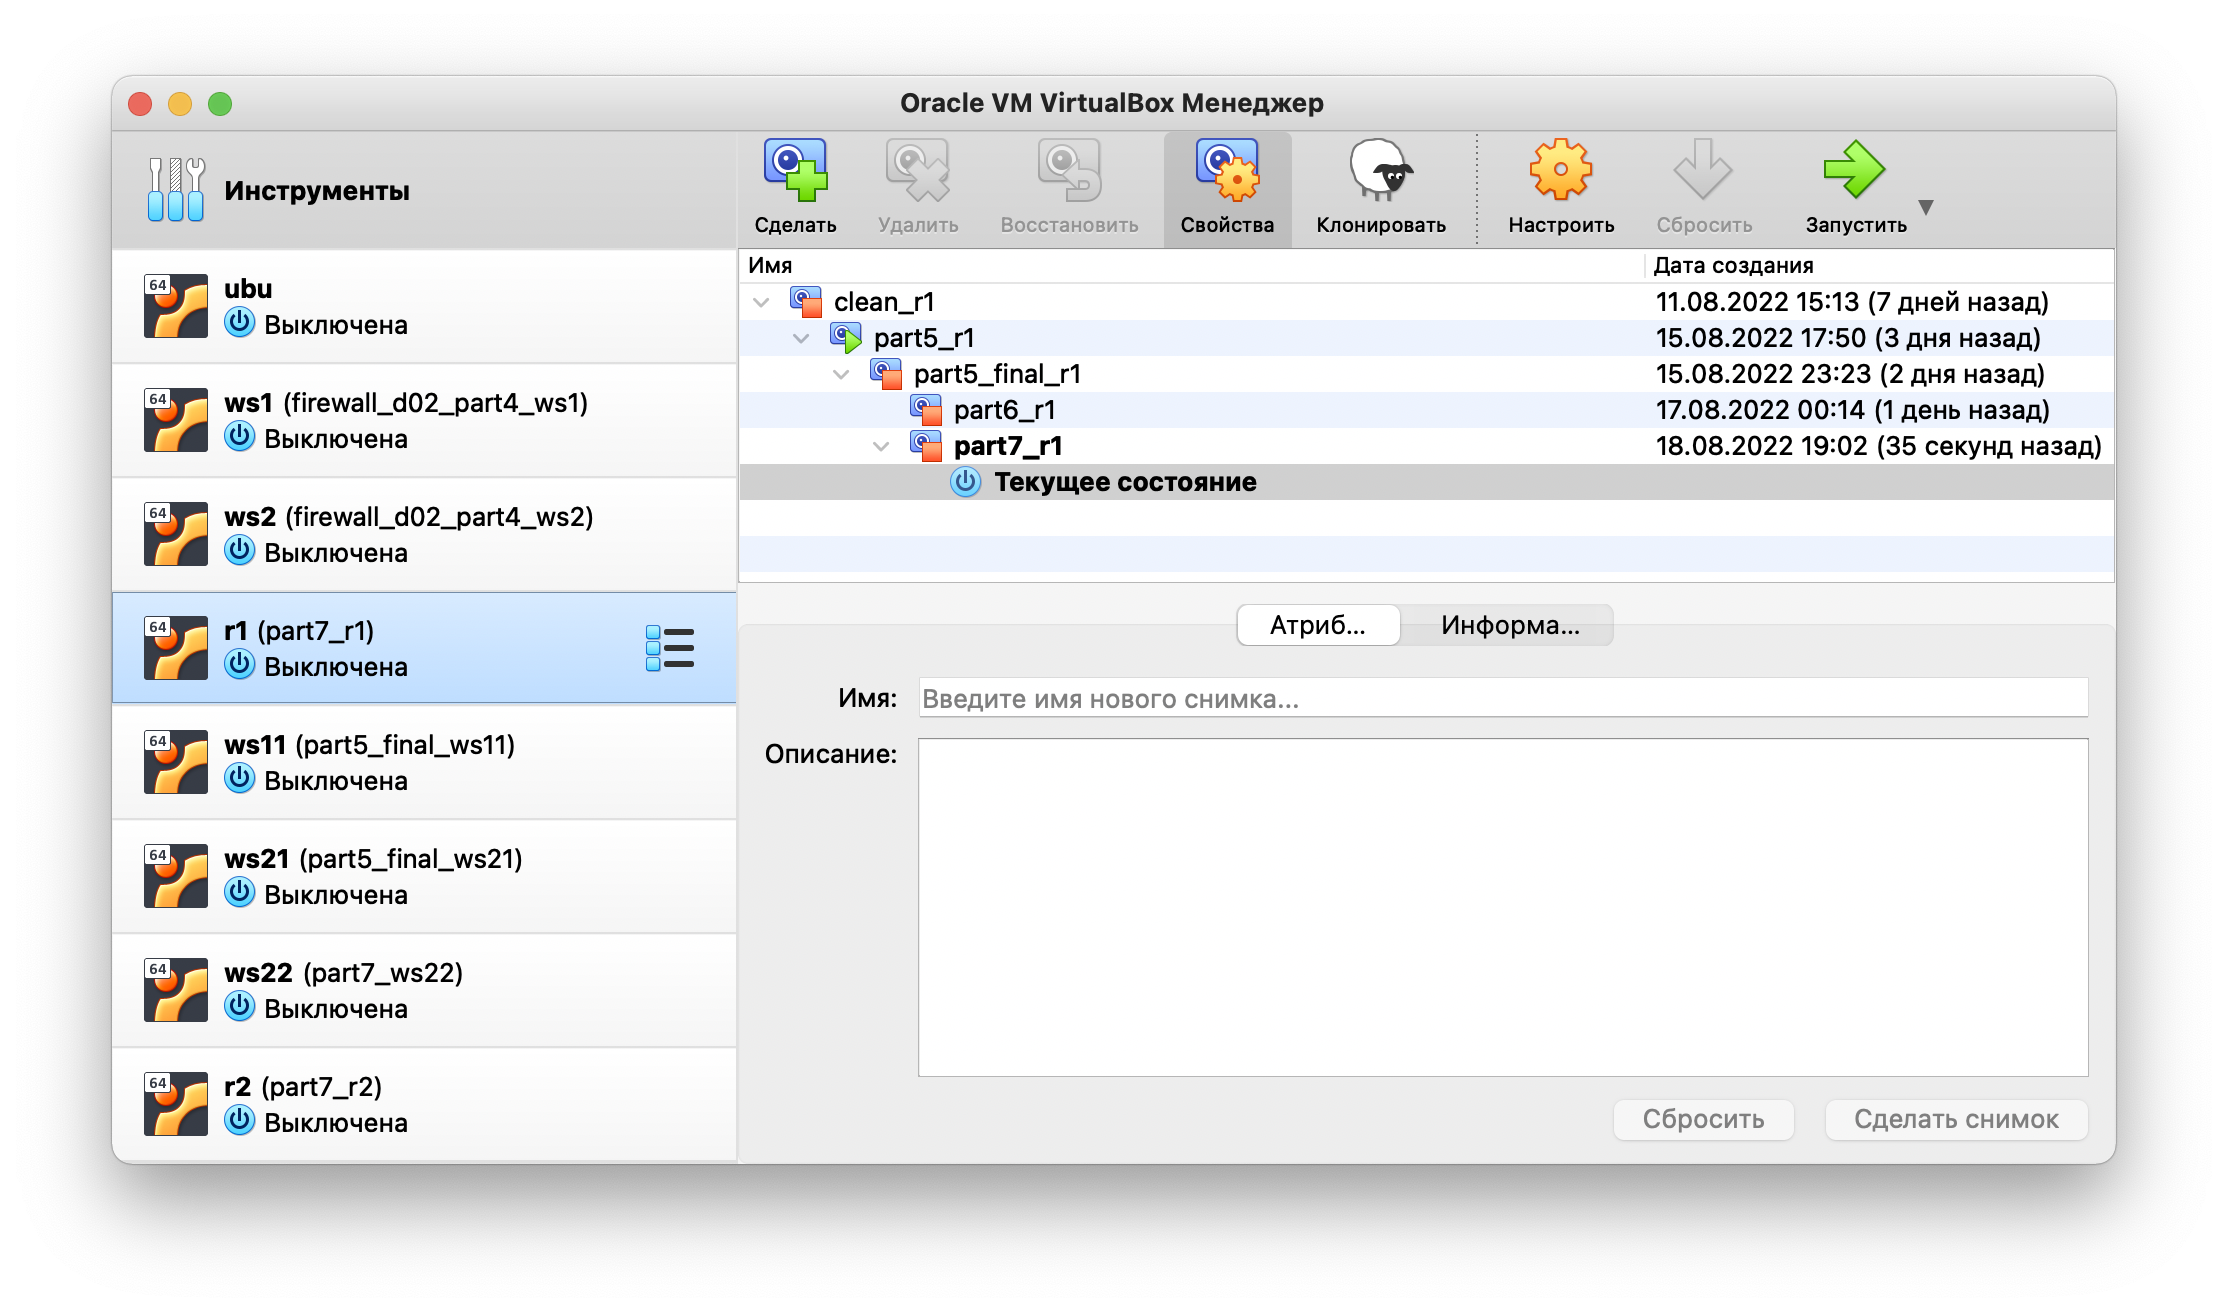 Oracle VM VirtualBox Менеджер
Инструменты
Сделать
Удалить
Восстановить
Свойства
Клонировать
Настроить
Сбросить
Запустить
64
ubu
Выключена
64
ws1 (firewall_d02_part4_ws1)
Выключена
64
ws2 (firewall_d02_part4_ws2)
Выключена
64
r1 (part7_r1)
Выключена
64
ws11 (part5_final_ws11)
Выключена
64
ws21 (part5_final_ws21)
Выключена
64
ws22 (part7_ws22)
Выключена
64
r2 (part7_r2)
Выключена
Имя Дата создания
clean_r1 11.08.2022 15:13 (7 дней назад)
part5_r1 15.08.2022 17:50 (3 дня назад)
part5_final_r1 15.08.2022 23:23 (2 дня назад)
part6_r1 17.08.2022 00:14 (1 день назад)
part7_r1 18.08.2022 19:02 (35 секунд назад)
Текущее состояние
Атриб... Информа...
Имя: Введите имя нового снимка...
Описание:
Сбросить Сделать снимок